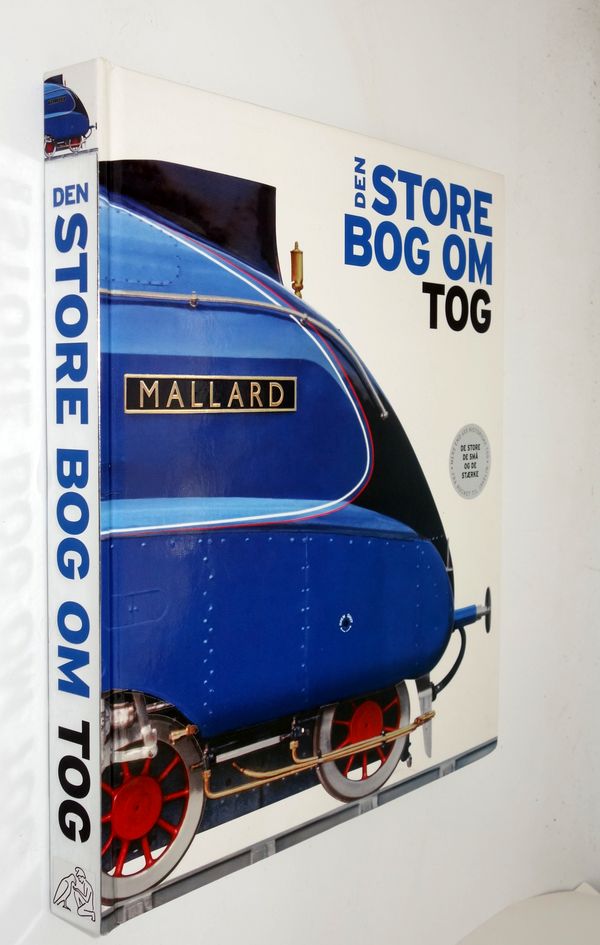 DEN STORE BOG OM TOG
DEN
STORE
BOG OM
TOG
MALLARD
DE STORE
DE SMÅ
OG DE
STÆRKE